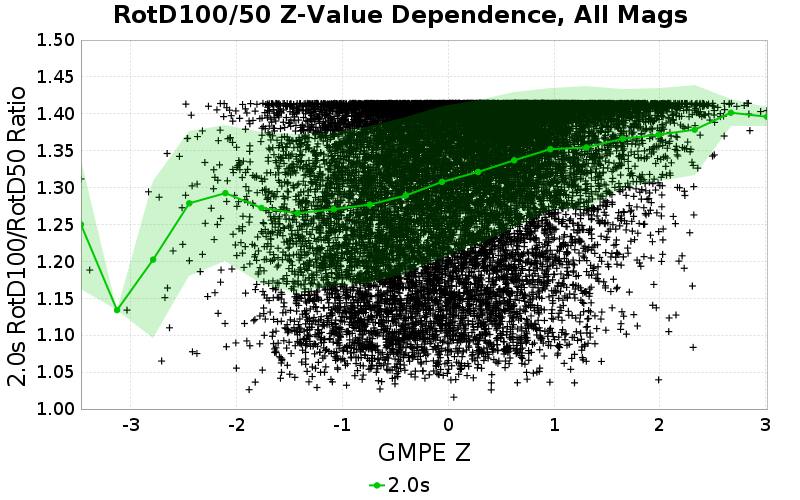 RotD100/50 Z-Value Dependence, All Mags
2.0s RotD100/RotD50 Ratio
1.50
1.45
1.40
1.35
1.30
1.25
1.20
1.15
1.10
1.05
1.00
-3 -2 -1 0 1 2 3
GMPE Z
2.0s